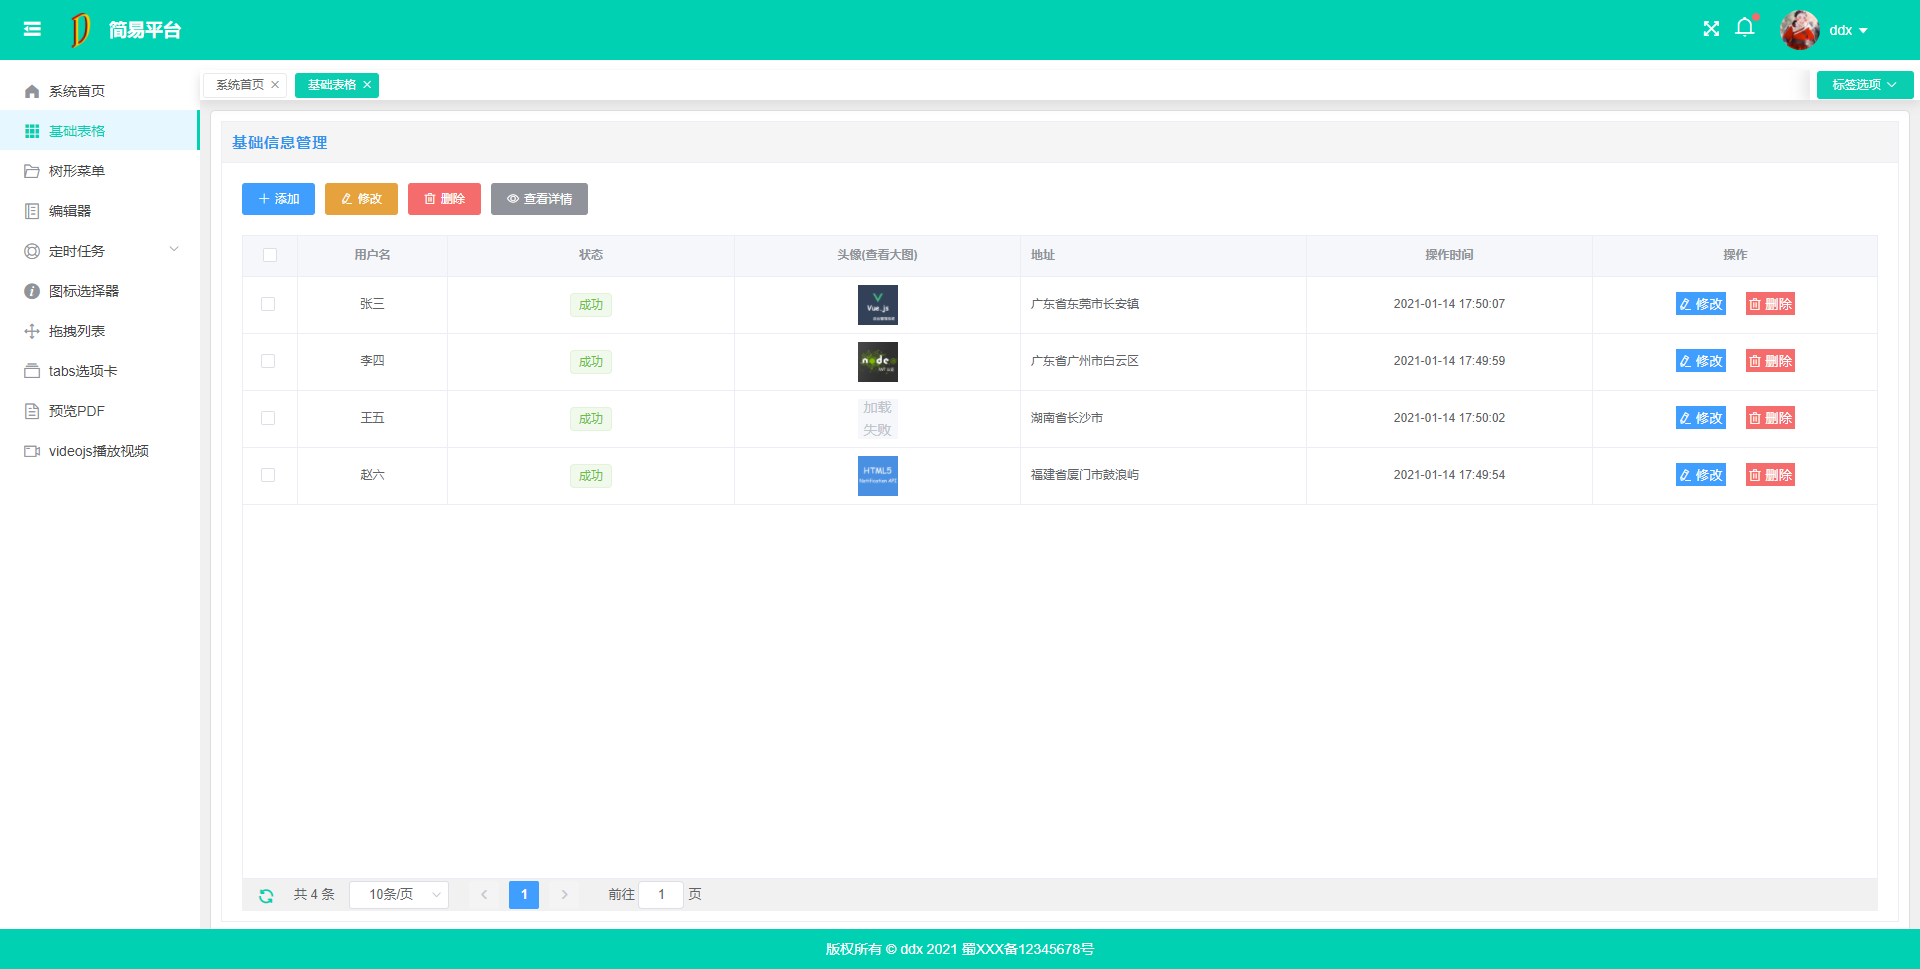 简易平台
ddx
系统首页
基础表格
树形菜单
编辑器
定时任务
图标选择器
拖拽列表
tabs选项卡
预览PDF
videojs播放视频
系统首页 基础表格 标签选项
基础信息管理
添加 修改 删除 查看详情
用户名 状态 头像(查看大图) 地址 操作时间 操作
张三 成功 Vue.js 广东省东莞市长安镇 2021-01-14 17:50:07 修改 删除
李四 成功 node 广东省广州市白云区 2021-01-14 17:49:59 修改 删除
王五 成功 加载失败 湖南省长沙市 2021-01-14 17:50:02 修改 删除
赵六 成功 HTML5 Notification API 福建省厦门市鼓浪屿 2021-01-14 17:49:54 修改 删除
共 4 条 10条/页 1 前往 1 页
版权所有 © ddx 2021 蜀XXX备12345678号